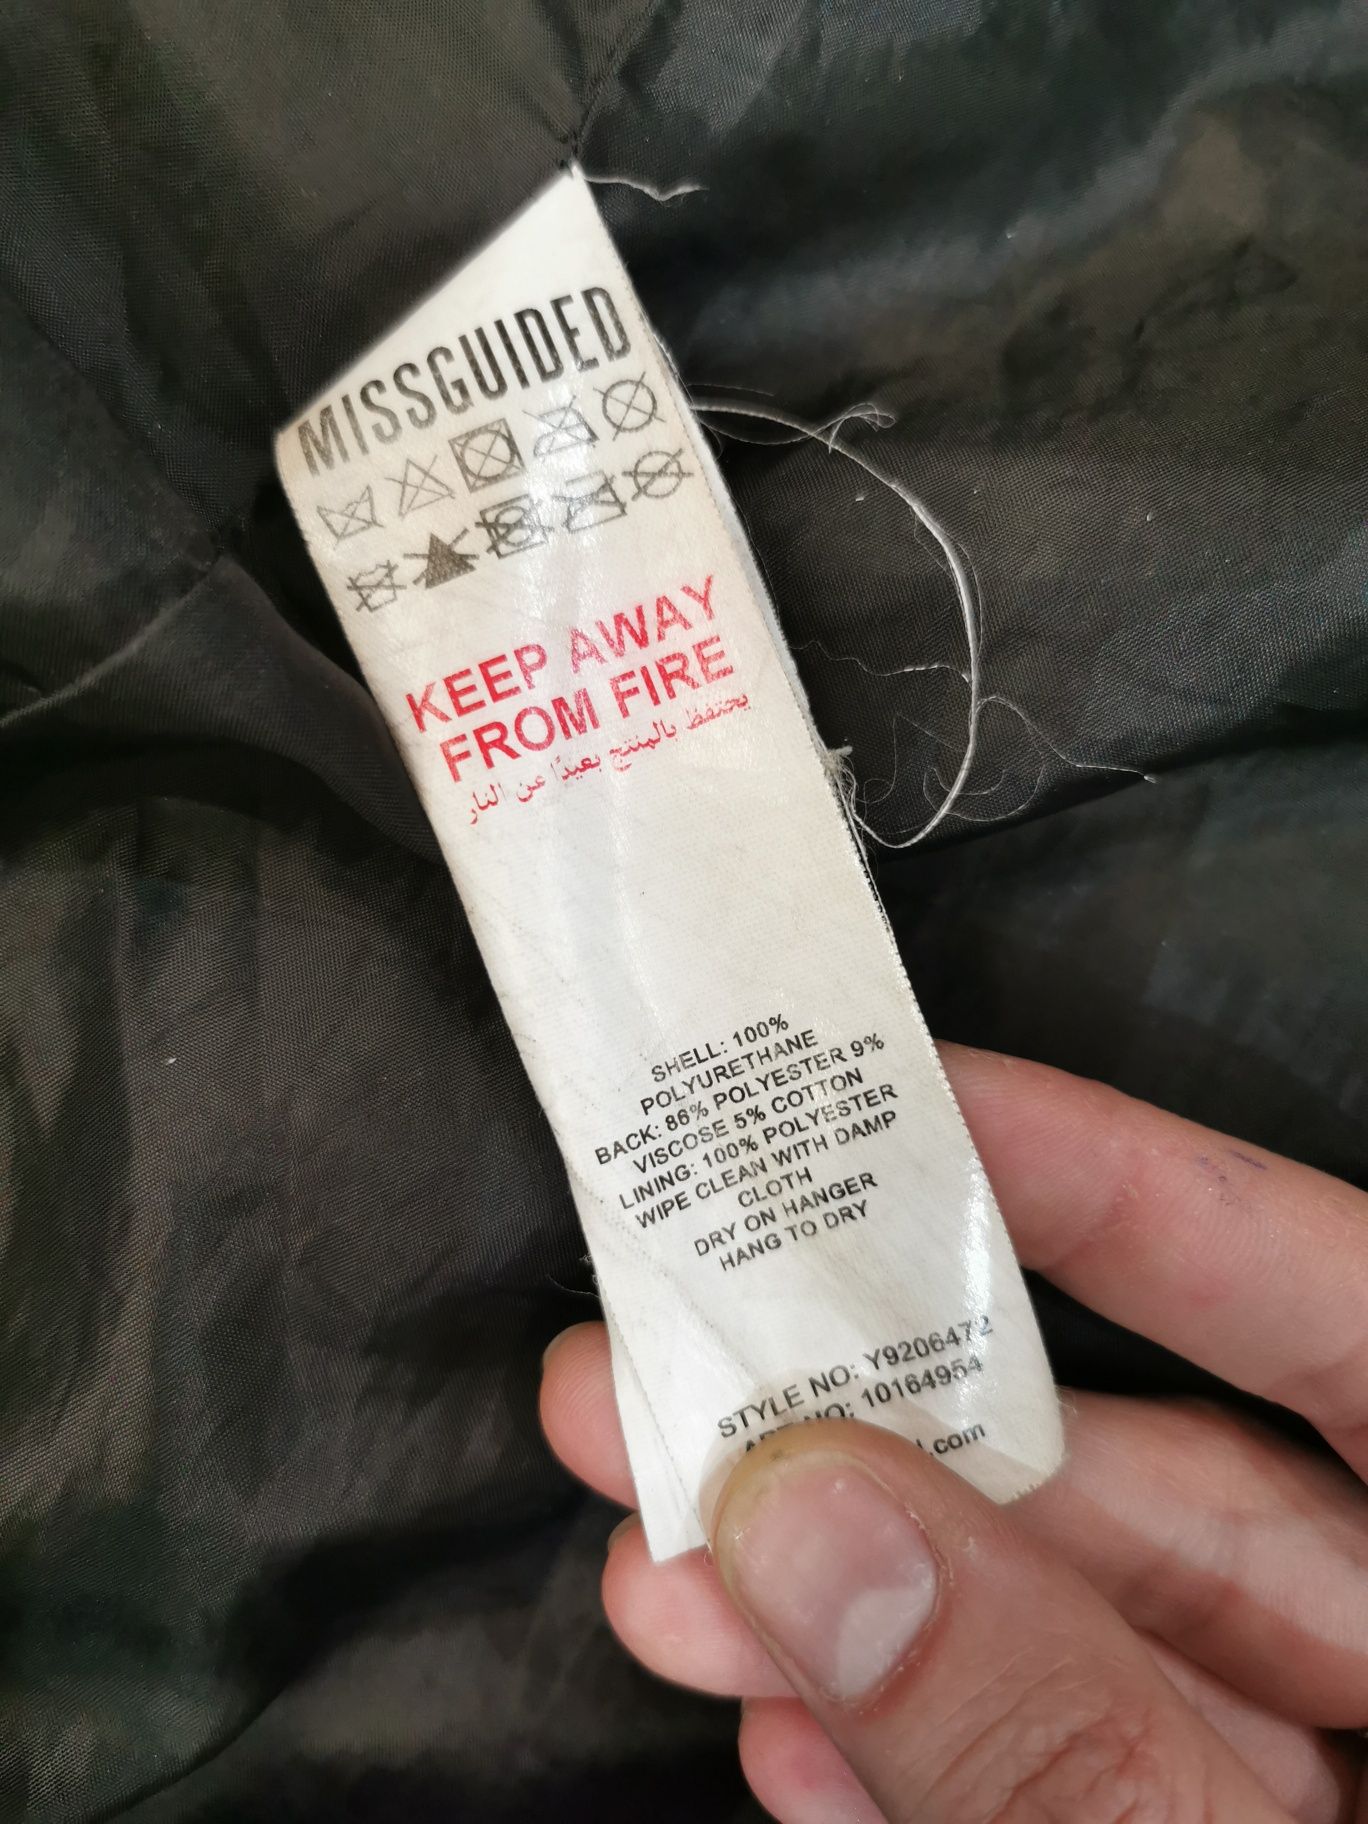 MISSGUIDED
KEEP AWAY
FROM FIRE
يحتفظ بالمنتج بعيدًا عن النار
SHELL: 100%
POLYURETHANE
BACK: 86% POLYESTER 9%
VISCOSE 5% COTTON
LINING: 100% POLYESTER
WIPE CLEAN WITH DAMP
CLOTH
DRY ON HANGER
HANG TO DRY
STYLE NO: Y9206472
NO: 10164954
.com